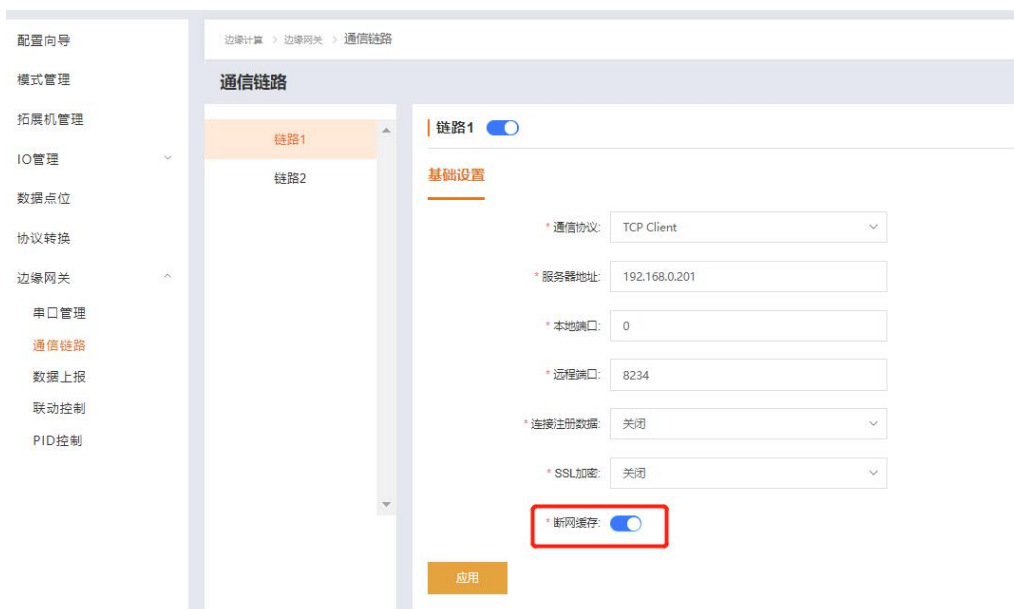 配置向导
模式管理
拓展机管理
IO管理
数据点位
协议转换
边缘网关
串口管理
通信链路
数据上报
联动控制
PID控制
边缘计算 > 边缘网关 > 通信链路
通信链路
链路1
链路2
链路1
基础设置
* 通信协议: TCP Client
* 服务器地址: 192.168.0.201
* 本地端口: 0
* 远程端口: 8234
* 连接注册数据: 关闭
* SSL加密: 关闭
* 断网缓存:
应用